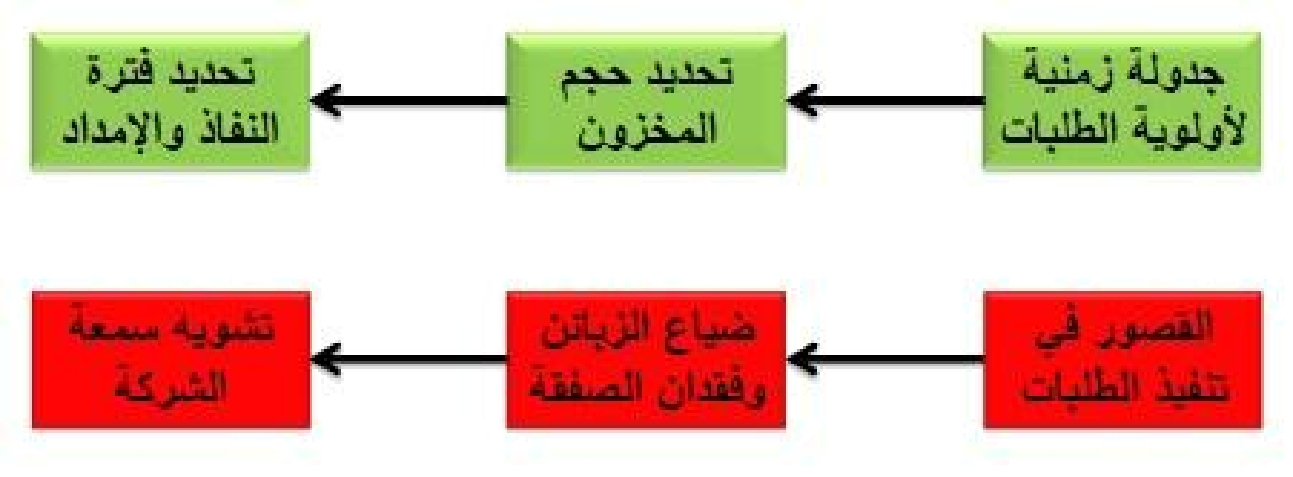 جدولة زمنية
لأولوية الطلبات
تحديد حجم
المخزون
تحديد فترة
النفاذ والإمداد
القصور في
تنفيذ الطلبات
ضياع الزبائن
وفقدان الصفقة
تشويه سمعة
الشركة